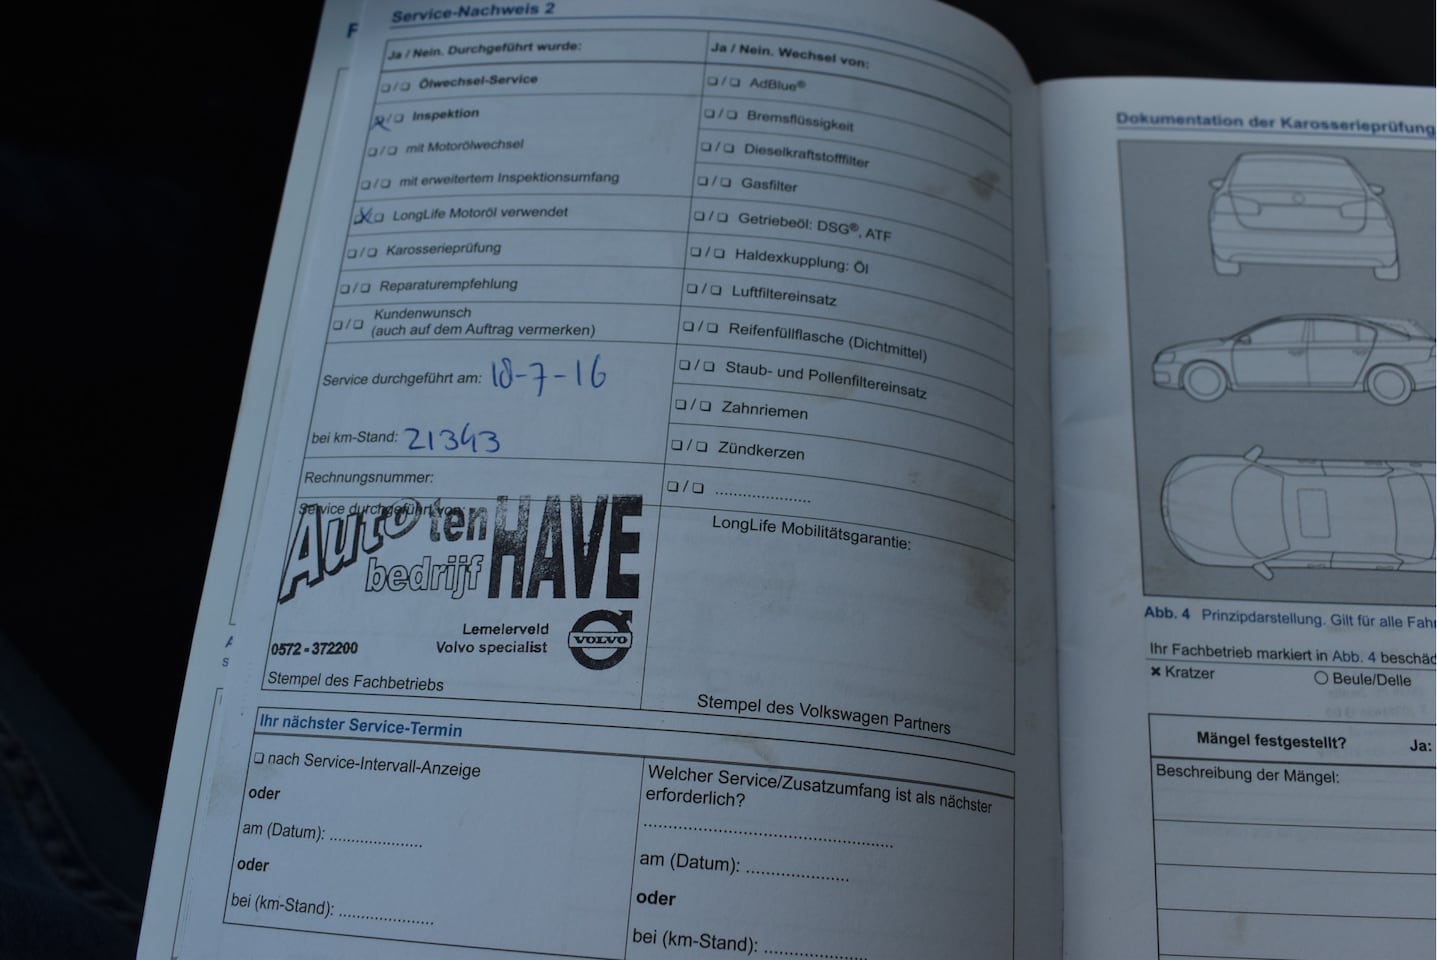 Service-Nachweis 2
Ja / Nein. Durchgeführt wurde:
❏ / ❏ Ölwechsel-Service
❏ / ❏ Inspektion
❏ / ❏ mit Motorölwechsel
❏ / ❏ mit erweitertem Inspektionsumfang
❏ / ❏ LongLife Motoröl verwendet
❏ / ❏ Karosserieprüfung
❏ / ❏ Reparaturempfehlung
❏ / ❏ Kundenwunsch
(auch auf dem Auftrag vermerken)
Service durchgeführt am: 18-7-16
bei km-Stand: 21343
Rechnungsnummer:
Service durchgeführt von:
Auto ten HAVE
bedrijf
Lemelerveld
0572-372200 Volvo specialist
VOLVO
Stempel des Fachbetriebs
Ja / Nein. Wechsel von:
❏ / ❏ AdBlue®
❏ / ❏ Bremsflüssigkeit
❏ / ❏ Dieselkraftstofffilter
❏ / ❏ Gasfilter
❏ / ❏ Getriebeöl: DSG®, ATF
❏ / ❏ Haldexkupplung: Öl
❏ / ❏ Luftfiltereinsatz
❏ / ❏ Reifenfüllflasche (Dichtmittel)
❏ / ❏ Staub- und Pollenfiltereinsatz
❏ / ❏ Zahnriemen
❏ / ❏ Zündkerzen
❏ / ❏ ....................
LongLife Mobilitätsgarantie:
Stempel des Volkswagen Partners
Ihr nächster Service-Termin
❏ nach Service-Intervall-Anzeige
oder
am (Datum): ....................
oder
bei (km-Stand): ....................
Welcher Service/Zusatzumfang ist als nächster
erforderlich?
..................................................
am (Datum): ....................
oder
bei (km-Stand): ....................
Dokumentation der Karosserieprüfung
Abb. 4 Prinzipdarstellung. Gilt für alle Fahr
Ihr Fachbetrieb markiert in Abb. 4 beschäd
✖ Kratzer ○ Beule/Delle
Mängel festgestellt? Ja:
Beschreibung der Mängel: